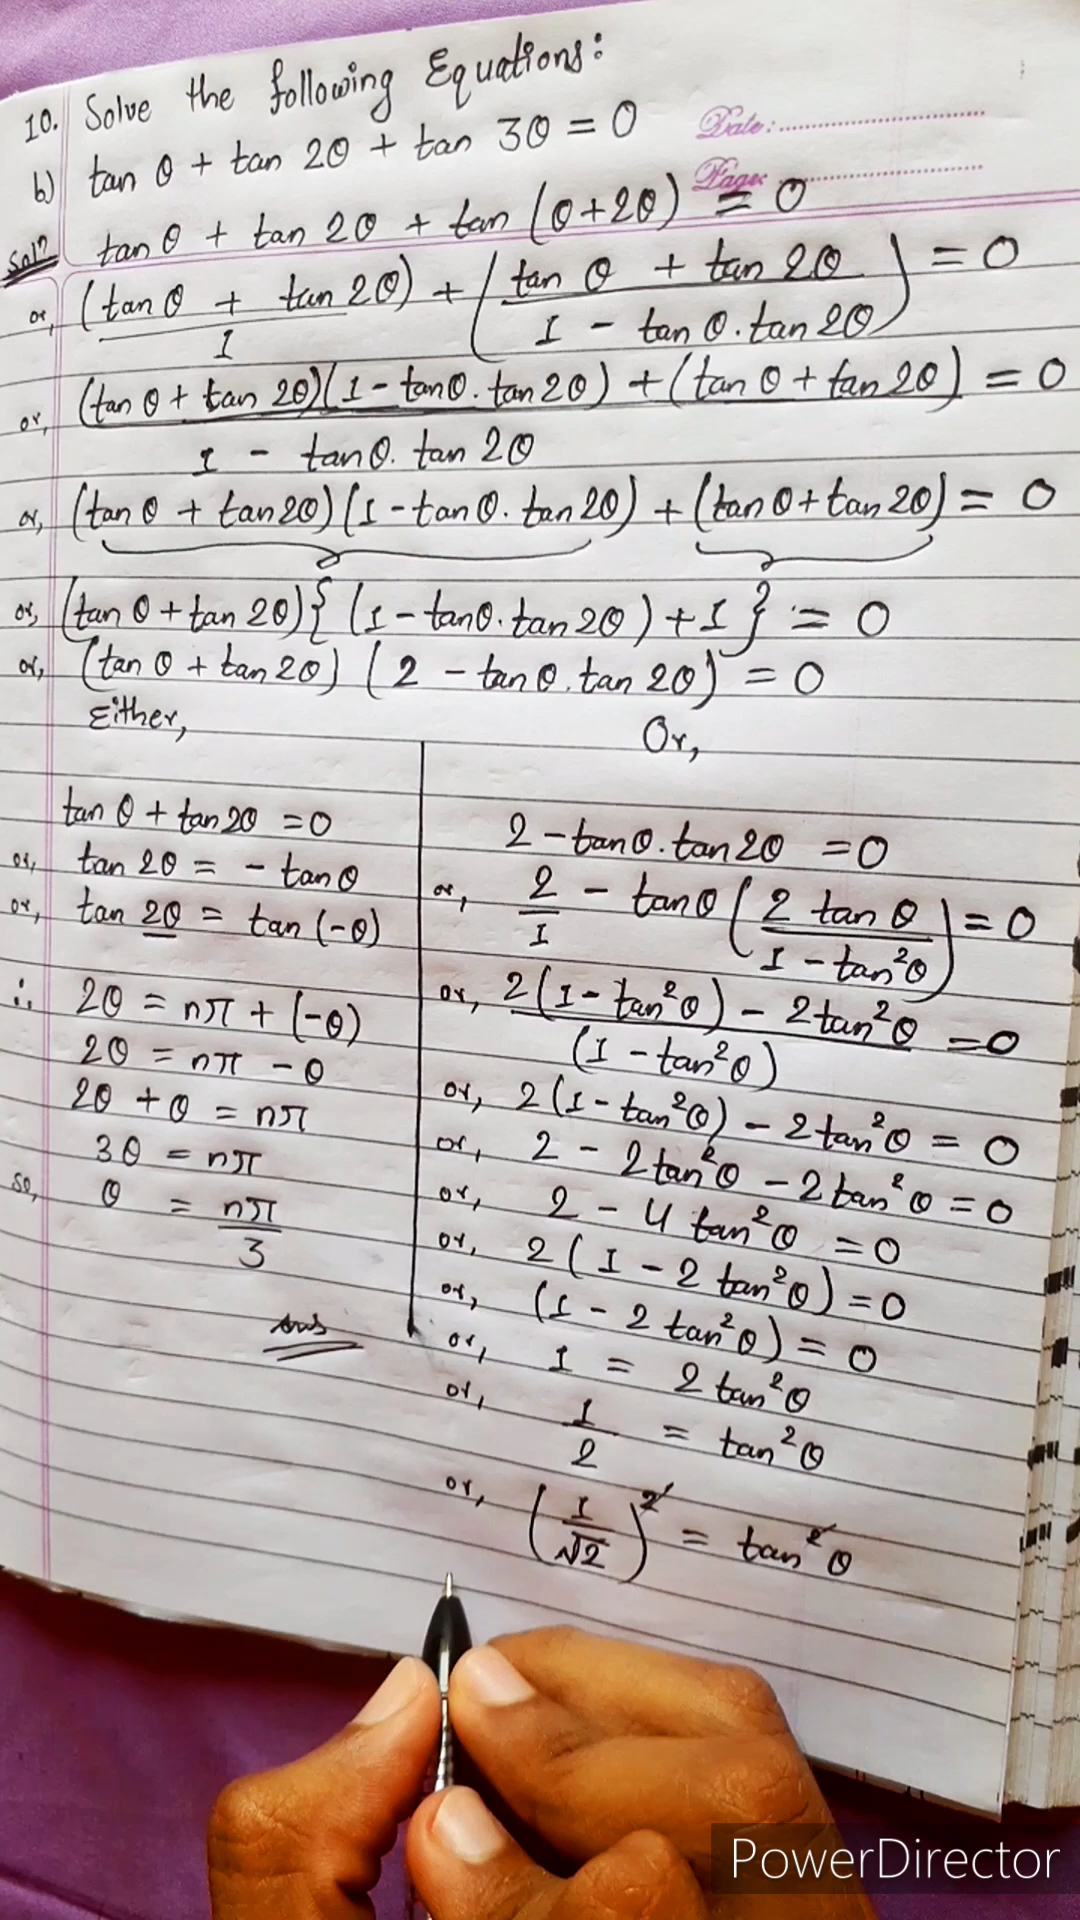 10. Solve the following Equations:
b) tan θ + tan 2θ + tan 3θ = 0
Date:
Page:
Solⁿ tan θ + tan 2θ + tan (θ+2θ) = 0
or, (tan θ + tan 2θ)/1 + (tan θ + tan 2θ / 1 - tan θ . tan 2θ) = 0
or, (tan θ + tan 2θ)(1 - tan θ . tan 2θ) + (tan θ + tan 2θ) = 0
1 - tan θ . tan 2θ
or, (tan θ + tan 2θ)(1 - tan θ . tan 2θ) + (tan θ + tan 2θ) = 0
or, (tan θ + tan 2θ){(1 - tan θ . tan 2θ) + 1} = 0
or, (tan θ + tan 2θ) (2 - tan θ . tan 2θ) = 0
Either,
tan θ + tan 2θ = 0
or, tan 2θ = - tan θ
or, tan 2θ = tan (-θ)
∴ 2θ = nπ + (-θ)
2θ = nπ - θ
2θ + θ = nπ
3θ = nπ
so, θ = nπ/3
Ans
Or,
2 - tan θ . tan 2θ = 0
or, 2/1 - tan θ (2 tan θ / 1 - tan²θ) = 0
or, 2(1 - tan²θ) - 2tan²θ = 0
(1 - tan²θ)
or, 2(1 - tan²θ) - 2tan²θ = 0
or, 2 - 2tan²θ - 2tan²θ = 0
or, 2 - 4 tan²θ = 0
or, 2(1 - 2 tan²θ) = 0
or, (1 - 2 tan²θ) = 0
or, 1 = 2 tan²θ
or, 1/2 = tan²θ
or, (1/√2)² = tan²θ
PowerDirector